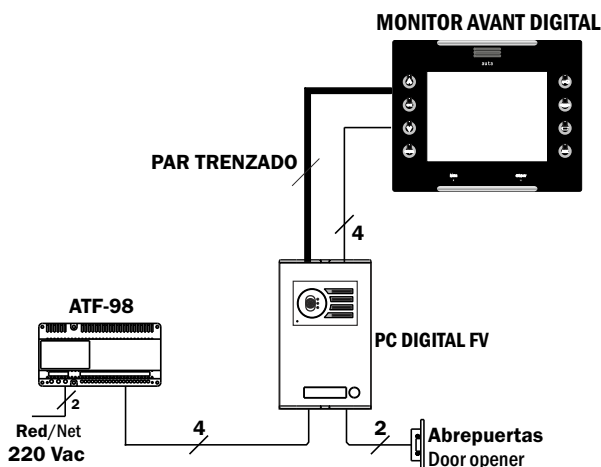 MONITOR AVANT DIGITAL
auta
PAR TRENZADO
4
ATF-98
PC DIGITAL FV
2
Red/Net
220 Vac
4
2
Abrepuertas
Door opener